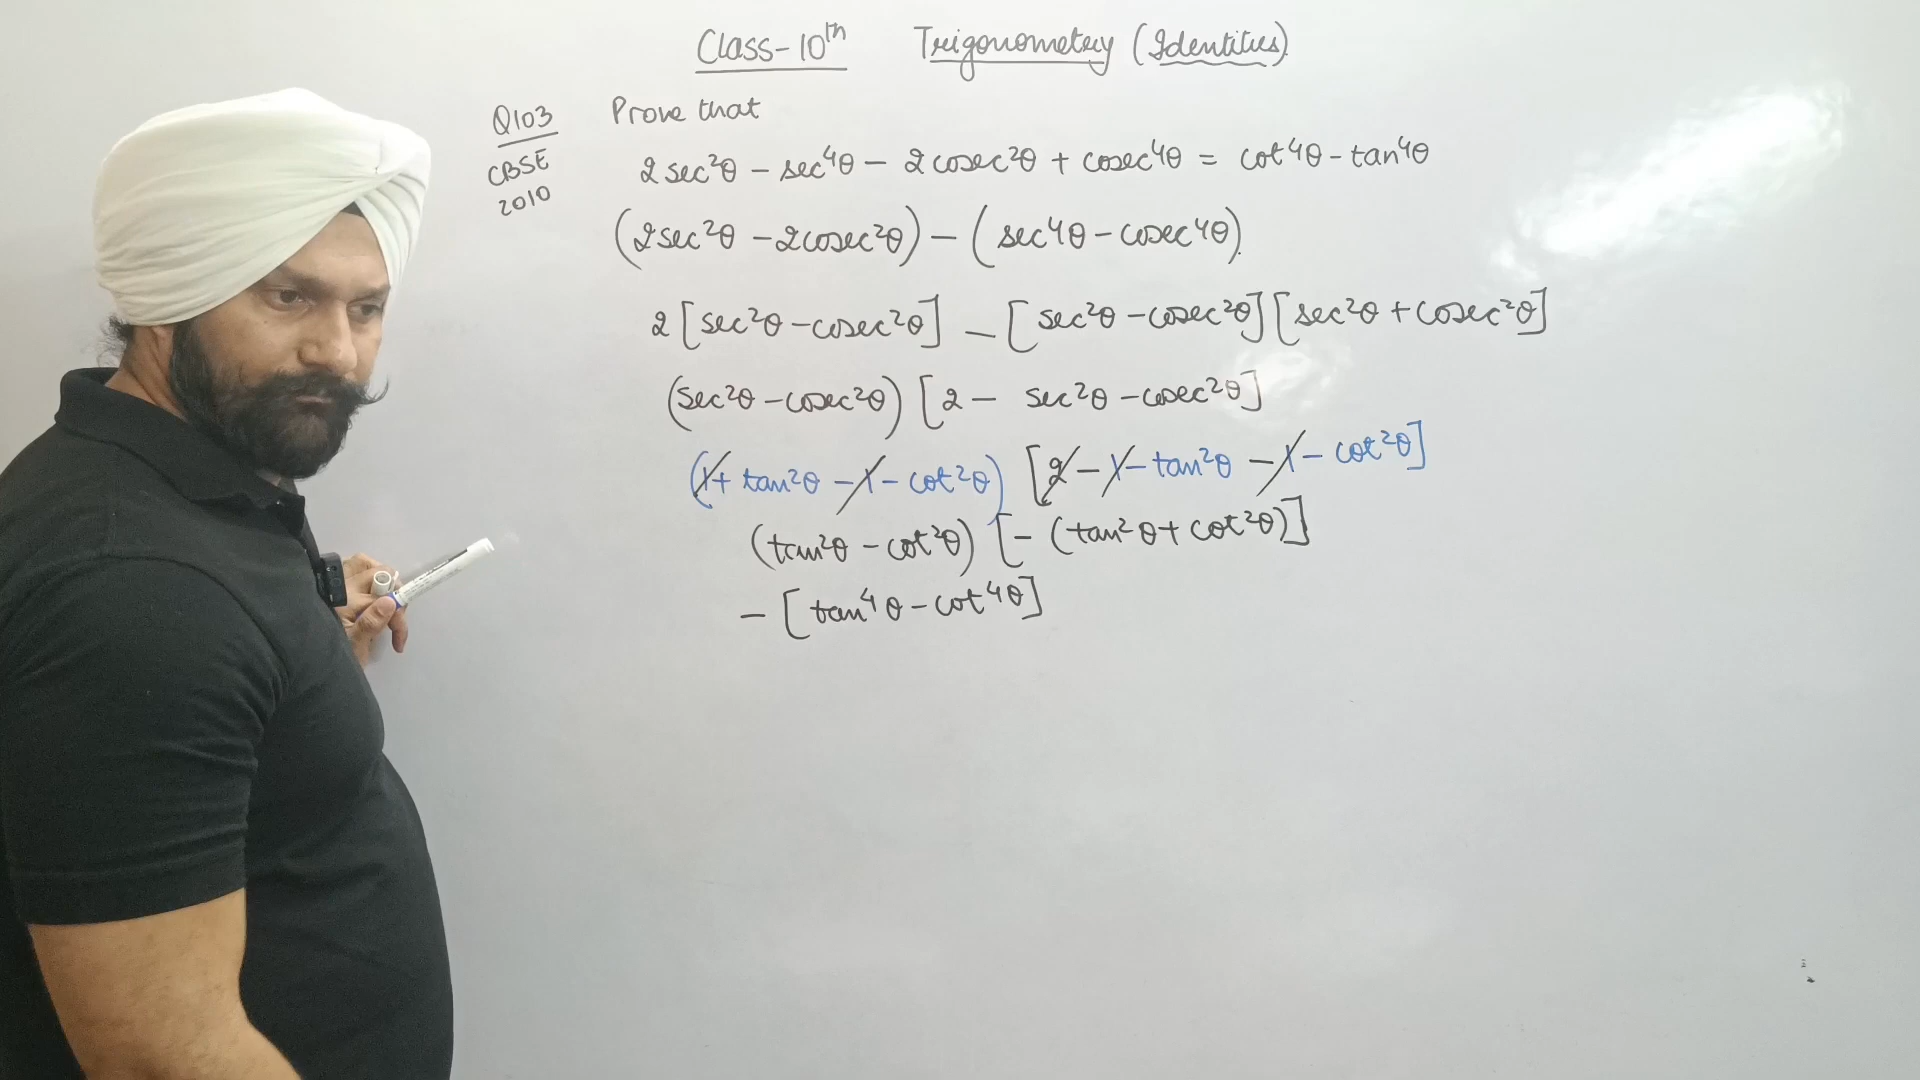 Class-10th Trigonometry (Identities)
Q103 Prove that
CBSE
2010
2 sec²θ - sec⁴θ - 2 cosec²θ + cosec⁴θ = cot⁴θ - tan⁴θ
(2sec²θ - 2cosec²θ) - (sec⁴θ - cosec⁴θ)
2 [sec²θ - cosec²θ] - [sec²θ - cosec²θ] [sec²θ + cosec²θ]
(sec²θ - cosec²θ) [2 - sec²θ - cosec²θ]
(1 + tan²θ - 1 - cot²θ) [2 - 1 - tan²θ - 1 - cot²θ]
(tan²θ - cot²θ) [- (tan²θ + cot²θ)]
- [tan⁴θ - cot⁴θ]